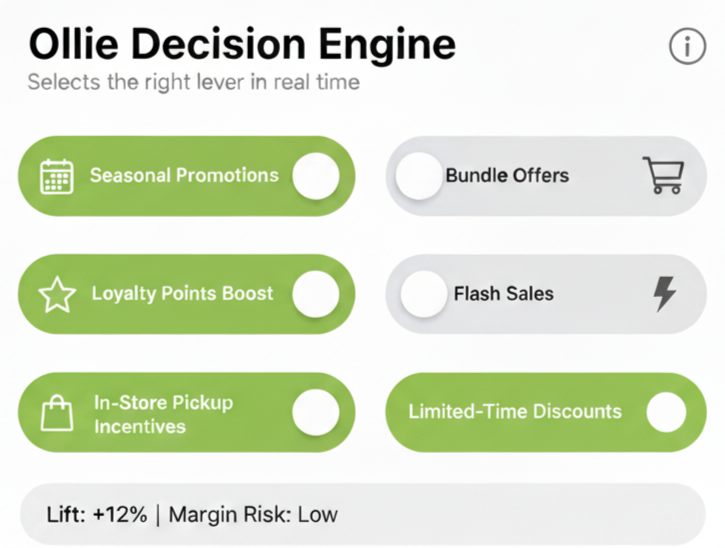 Ollie Decision Engine
Selects the right lever in real time
Seasonal Promotions
Bundle Offers
Loyalty Points Boost
Flash Sales
In-Store Pickup
Incentives
Limited-Time Discounts
Lift: +12% | Margin Risk: Low